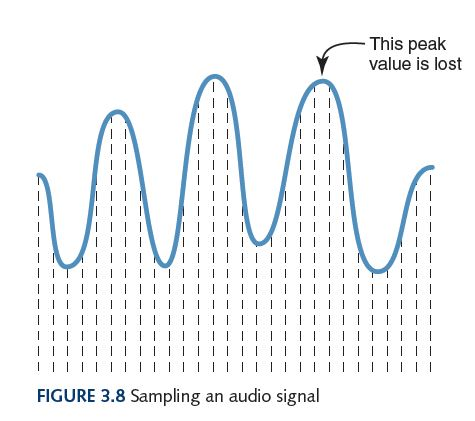 This peak
value is lost
FIGURE 3.8 Sampling an audio signal